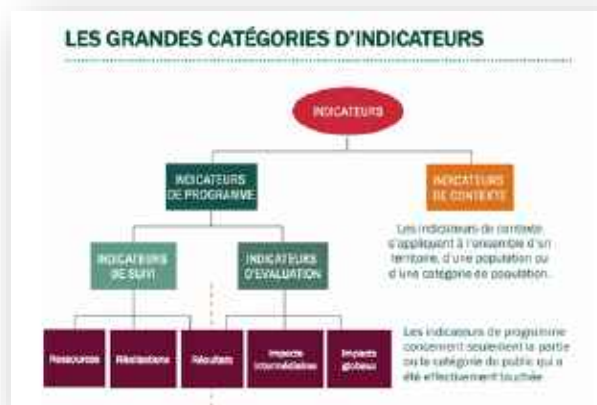 LES GRANDES CATÉGORIES D'INDICATEURS
INDICATEURS
INDICATEURS
DE PROGRAMME
INDICATEURS
DE CONTEXTE
Les indicateurs de contexte
s'appliquent à l'ensemble d'un
territoire, d'une population ou
d'une catégorie de population.
INDICATEURS
DE SUIVI
INDICATEURS
D'ÉVALUATION
Ressources
Réalisations
Résultats
Impacts
intermédiaires
Impacts
globaux
Les indicateurs de programme
concernent seulement la partie
ou la catégorie de public qui a
été effectivement touchée